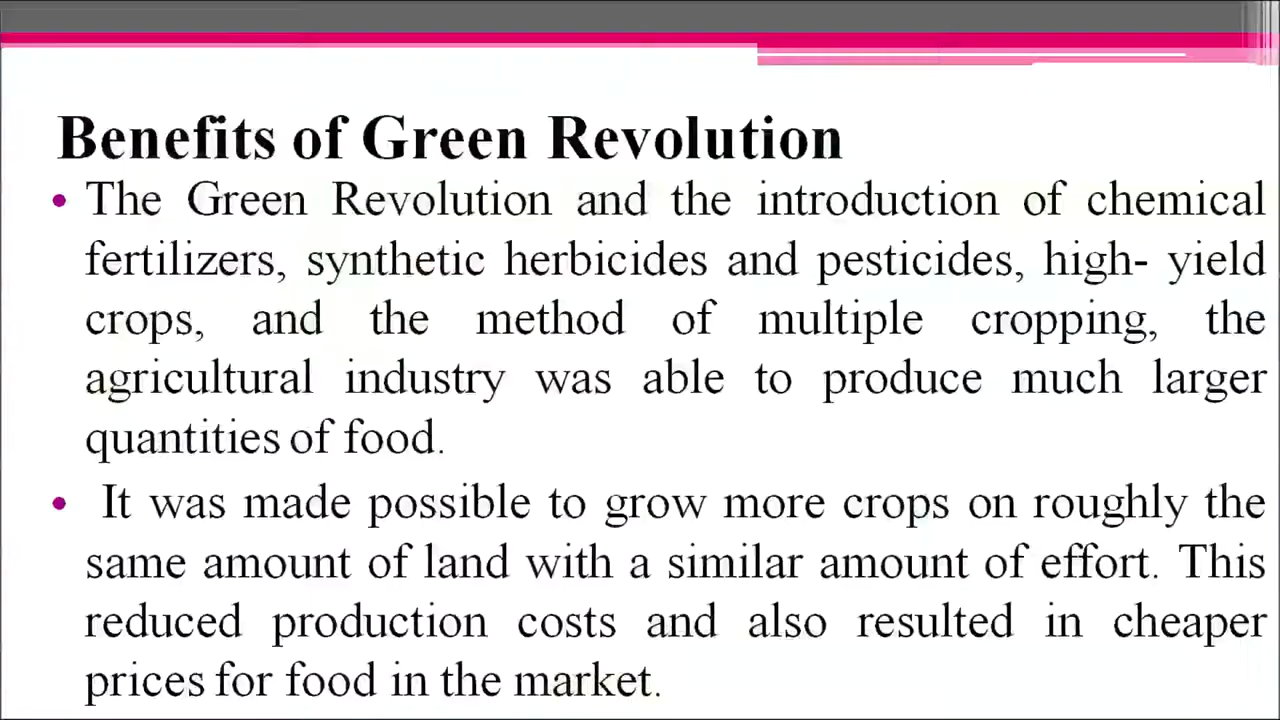 Benefits of Green Revolution
• The Green Revolution and the introduction of chemical
fertilizers, synthetic herbicides and pesticides, high- yield
crops, and the method of multiple cropping, the
agricultural industry was able to produce much larger
quantities of food.
• It was made possible to grow more crops on roughly the
same amount of land with a similar amount of effort. This
reduced production costs and also resulted in cheaper
prices for food in the market.